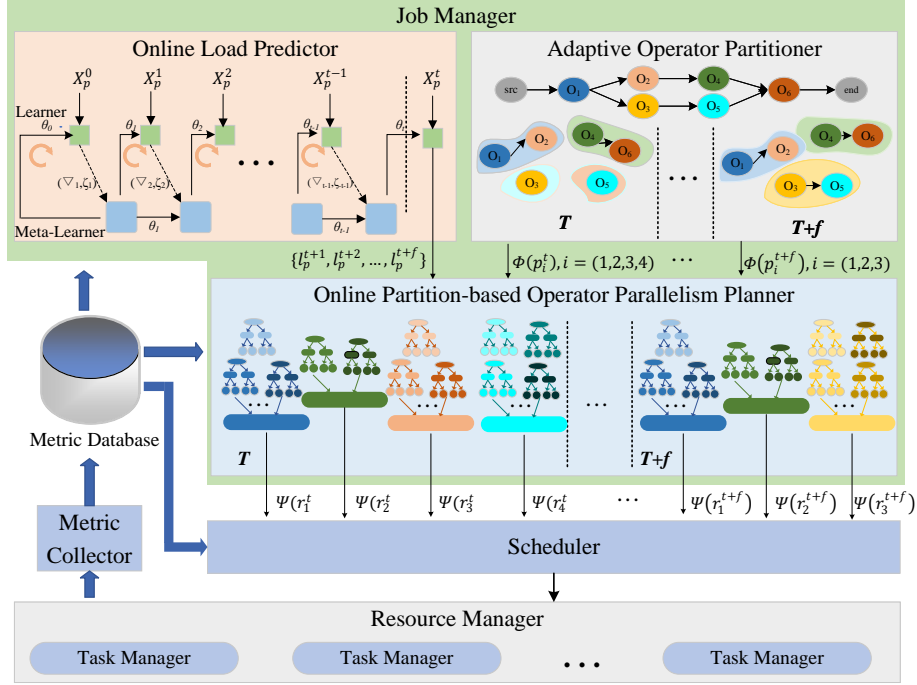 Job Manager
Online Load Predictor
X_p^0 X_p^1 X_p^2 X_p^{t−1} X_p^t
Learner
θ_0 θ_1 θ_2 θ_{t-1} θ_t
(▽_1,ζ_1) (▽_2,ζ_2) • • • (▽_{t-1},ζ_{t-1})
Meta-Learner
θ_1 θ_{t-1}
Adaptive Operator Partitioner
src O_1 O_2 O_4 O_6 end
O_3 O_5
O_1 O_2 O_4 O_6 O_1 O_2 O_4 O_6
O_3 O_5 • • • O_3 O_5
T T+f
{l_p^{t+1}, l_p^{t+2}, ..., l_p^{t+f}}
Φ(p_i^t), i = (1,2,3,4) ... Φ(p_i^{t+f}), i = (1,2,3)
Online Partition-based Operator Parallelism Planner
... ... ... ... ... ... ... ...
T T+f
Metric Database
Ψ(r_1^t Ψ(r_2^t Ψ(r_3^t Ψ(r_4^t ... Ψ(r_1^{t+f}) Ψ(r_2^{t+f}) Ψ(r_3^{t+f})
Metric
Collector
Scheduler
Resource Manager
Task Manager Task Manager • • • Task Manager